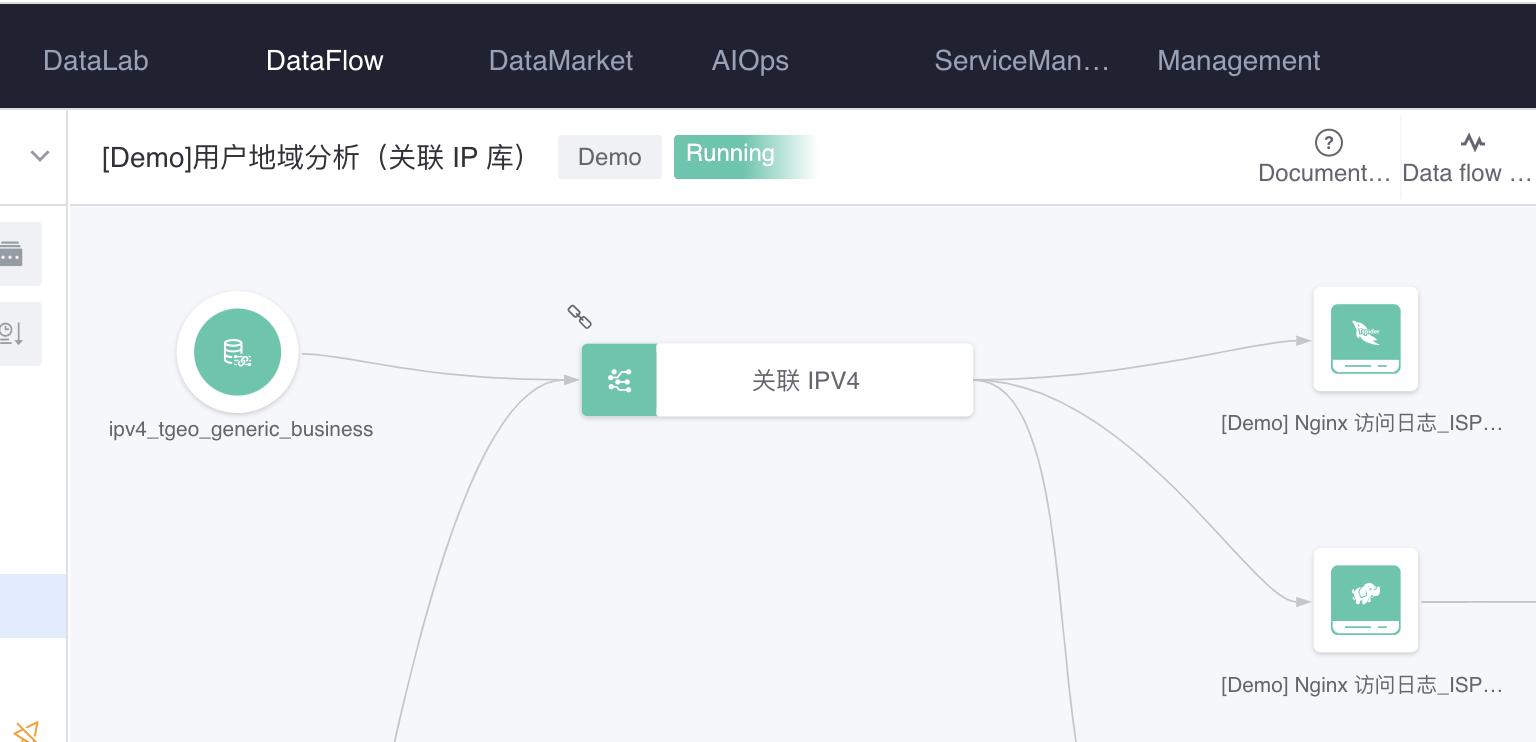 DataLab
DataFlow
DataMarket
AIOps
ServiceMan…
Management
[Demo]用户地域分析（关联 IP 库）
Demo
Running
Document…
Data flow …
关联 IPV4
ipv4_tgeo_generic_business
[Demo] Nginx 访问日志_ISP…
[Demo] Nginx 访问日志_ISP…